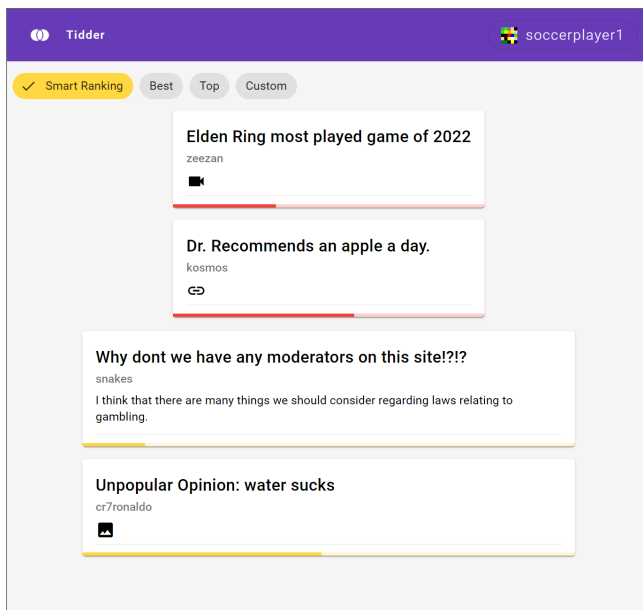 Tidder
soccerplayer1
Smart Ranking
Best
Top
Custom
Elden Ring most played game of 2022
zeezan
Dr. Recommends an apple a day.
kosmos
Why dont we have any moderators on this site!?!?
snakes
I think that there are many things we should consider regarding laws relating to
gambling.
Unpopular Opinion: water sucks
cr7ronaldo